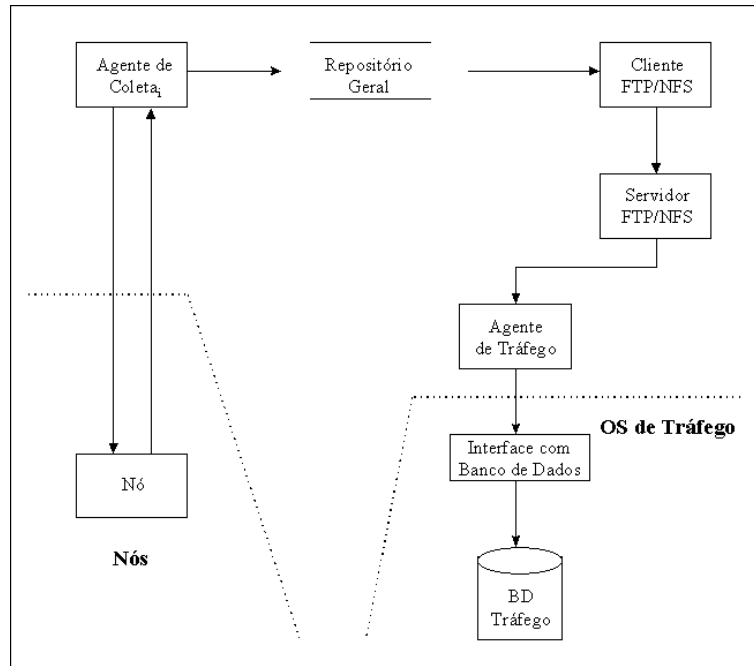 Agente de
Coletaᵢ
Repositório
Geral
Cliente
FTP/NFS
Servidor
FTP/NFS
Agente
de Tráfego
OS de Tráfego
Interface com
Banco de Dados
Nó
Nós
BD
Tráfego